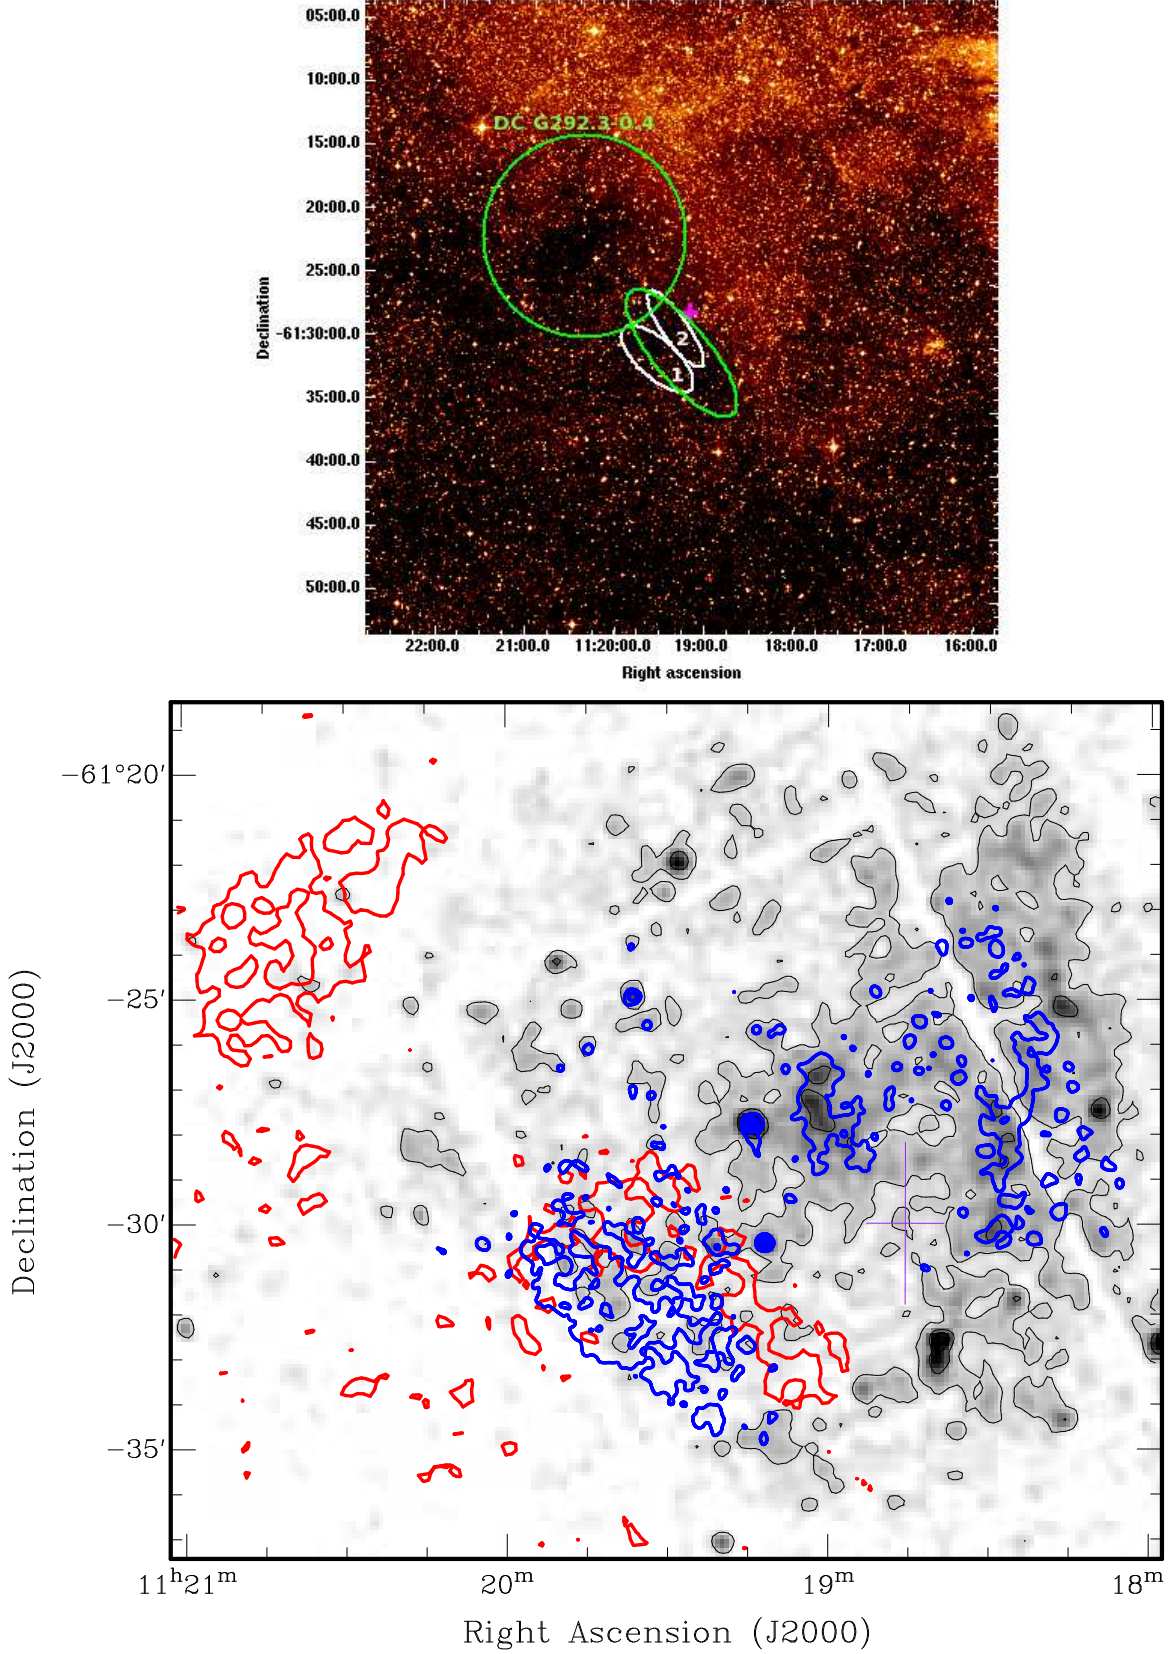 05:00.0
10:00.0
DC G292.3-0.4
15:00.0
20:00.0
25:00.0
Declination
-61:30:00.0
2
1
35:00.0
40:00.0
45:00.0
50:00.0
22:00.0 21:00.0 11:20:00.0 19:00.0 18:00.0 17:00.0 16:00.0
Right ascension
−61°20′
−25′
Declination (J2000)
−30′
−35′
11ʰ21ᵐ 20ᵐ 19ᵐ 18ᵐ
Right Ascension (J2000)